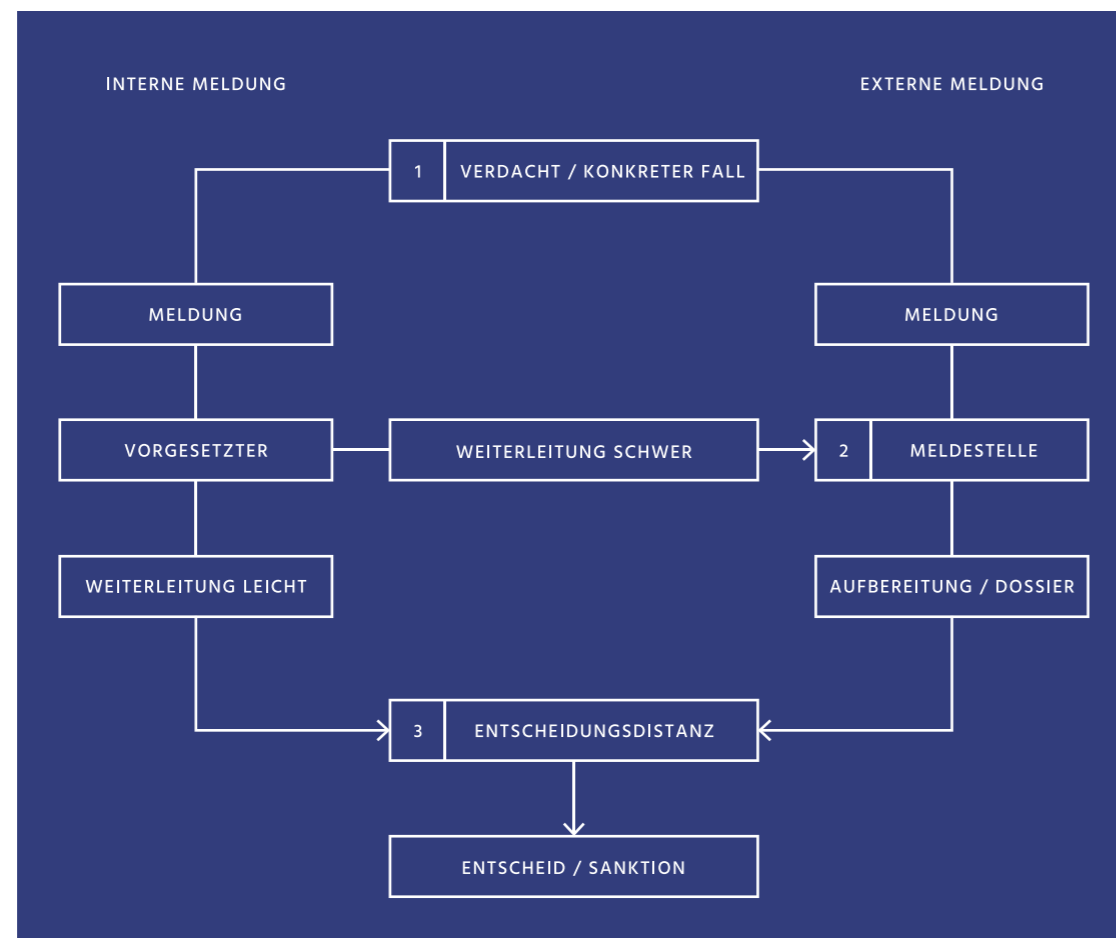 INTERNE MELDUNG
EXTERNE MELDUNG
1 VERDACHT / KONKRETER FALL
MELDUNG
MELDUNG
VORGESETZTER
WEITERLEITUNG SCHWER
2 MELDESTELLE
WEITERLEITUNG LEICHT
AUFBEREITUNG / DOSSIER
3 ENTSCHEIDUNGSDISTANZ
ENTSCHEID / SANKTION